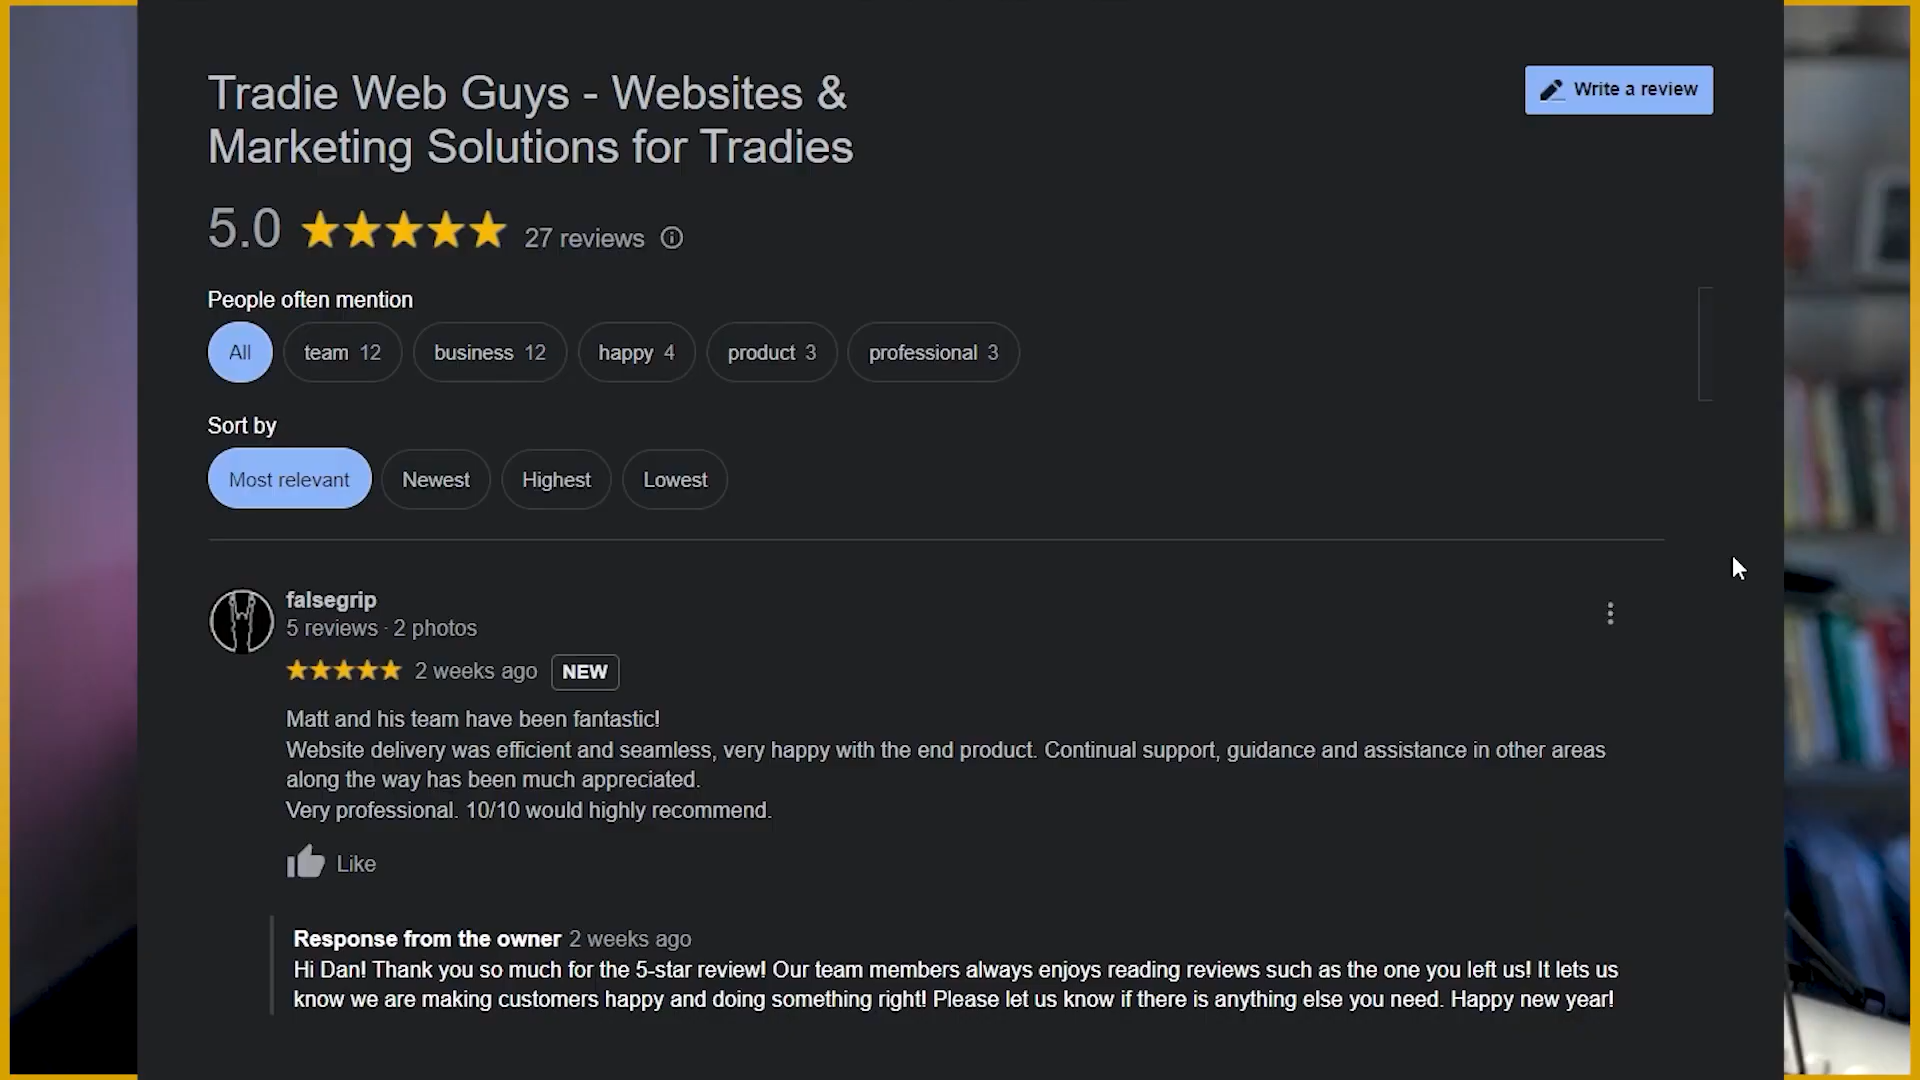 Tradie Web Guys - Websites &
Marketing Solutions for Tradies
Write a review
5.0 27 reviews
People often mention
All team 12 business 12 happy 4 product 3 professional 3
Sort by
Most relevant Newest Highest Lowest
falsegrip
5 reviews · 2 photos
2 weeks ago NEW
Matt and his team have been fantastic!
Website delivery was efficient and seamless, very happy with the end product. Continual support, guidance and assistance in other areas
along the way has been much appreciated.
Very professional. 10/10 would highly recommend.
Like
Response from the owner 2 weeks ago
Hi Dan! Thank you so much for the 5-star review! Our team members always enjoys reading reviews such as the one you left us! It lets us
know we are making customers happy and doing something right! Please let us know if there is anything else you need. Happy new year!